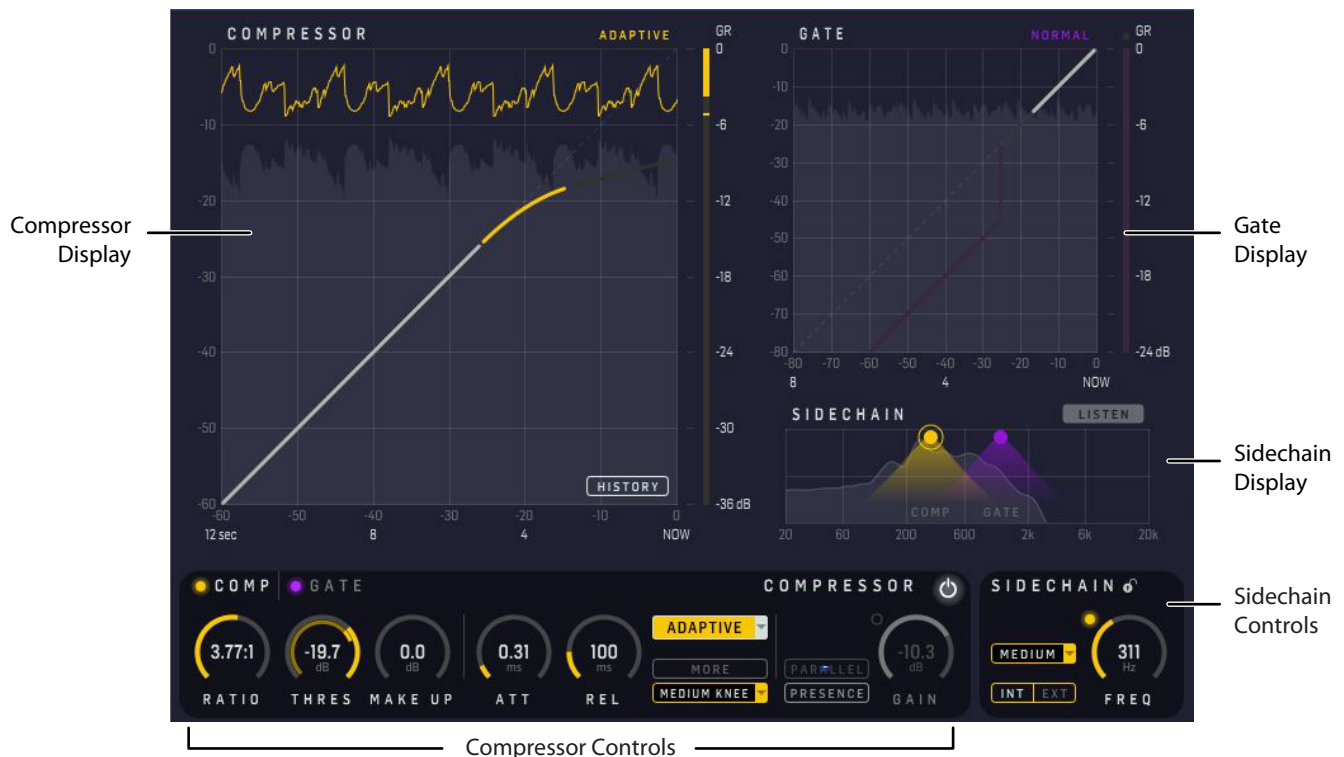 COMPRESSOR
ADAPTIVE
GR
0
0
-10
-20
-30
-40
-50
-60
-60 -50 -40 -30 -20 -10 0
12 sec 8 4 NOW
HISTORY
-6
-12
-18
-24
-30
-36 dB
GATE
NORMAL
GR
0
0
-10
-20
-30
-40
-50
-60
-70
-80
-80 -70 -60 -50 -40 -30 -20 -10 0
8 4 NOW
-6
-12
-18
-24 dB
Compressor
Display
Gate
Display
SIDECHAIN
LISTEN
COMP GATE
20 60 200 600 2k 6k 20k
Sidechain
Display
COMP GATE
COMPRESSOR
3.77:1
RATIO
-19.7
dB
THRES
0.0
dB
MAKE UP
0.31
ms
ATT
100
ms
REL
ADAPTIVE
MORE
MEDIUM KNEE
PARALLEL
PRESENCE
-10.3
dB
GAIN
SIDECHAIN
MEDIUM
INT EXT
311
Hz
FREQ
Sidechain
Controls
Compressor Controls